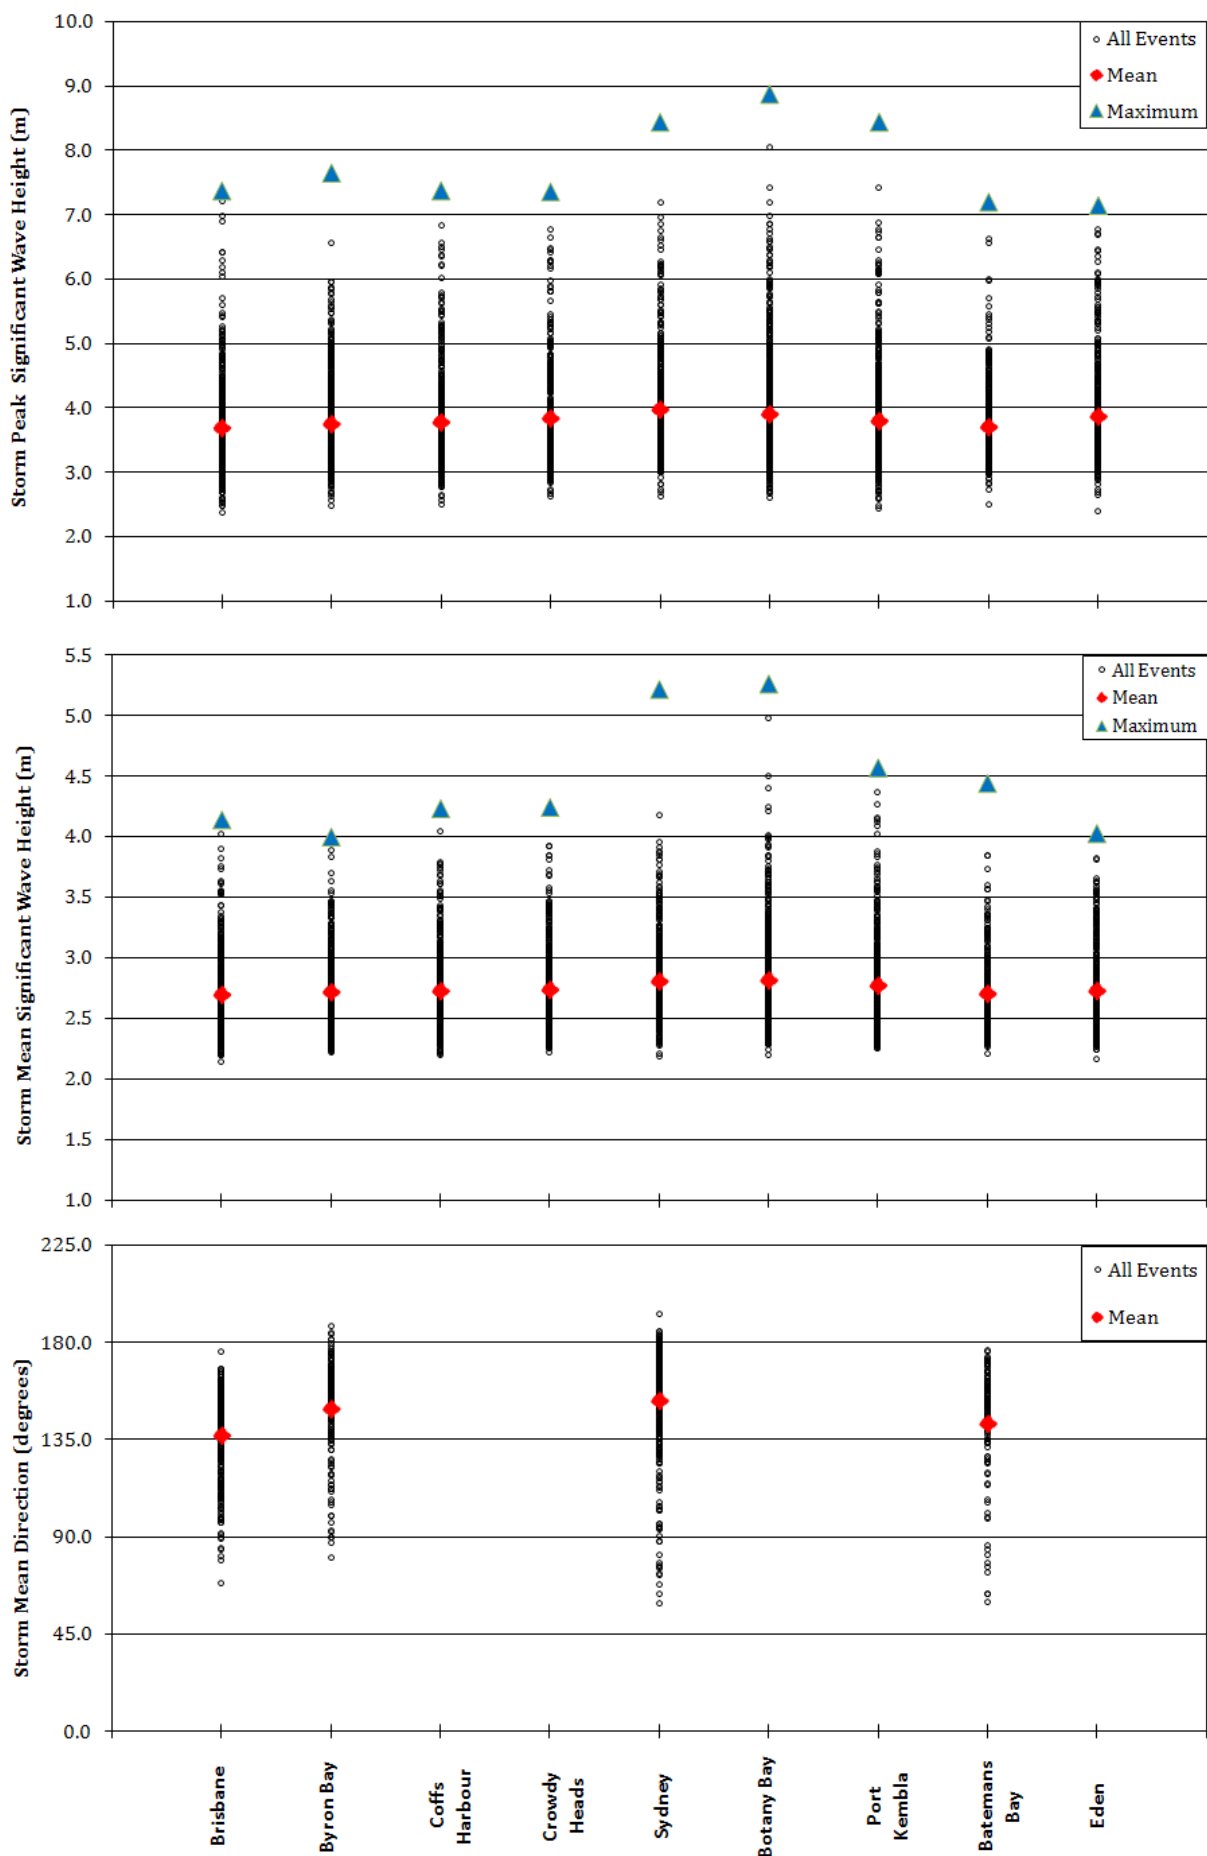 Storm Peak Significant Wave Height (m)
10.0
9.0
8.0
7.0
6.0
5.0
4.0
3.0
2.0
1.0
All Events
Mean
Maximum
Storm Mean Significant Wave Height (m)
5.5
5.0
4.5
4.0
3.5
3.0
2.5
2.0
1.5
1.0
All Events
Mean
Maximum
Storm Mean Direction (degrees)
225.0
180.0
135.0
90.0
45.0
0.0
All Events
Mean
Brisbane
Byron Bay
Coffs
Harbour
Crowdy
Heads
Sydney
Botany Bay
Port
Kembla
Batemans
Bay
Eden